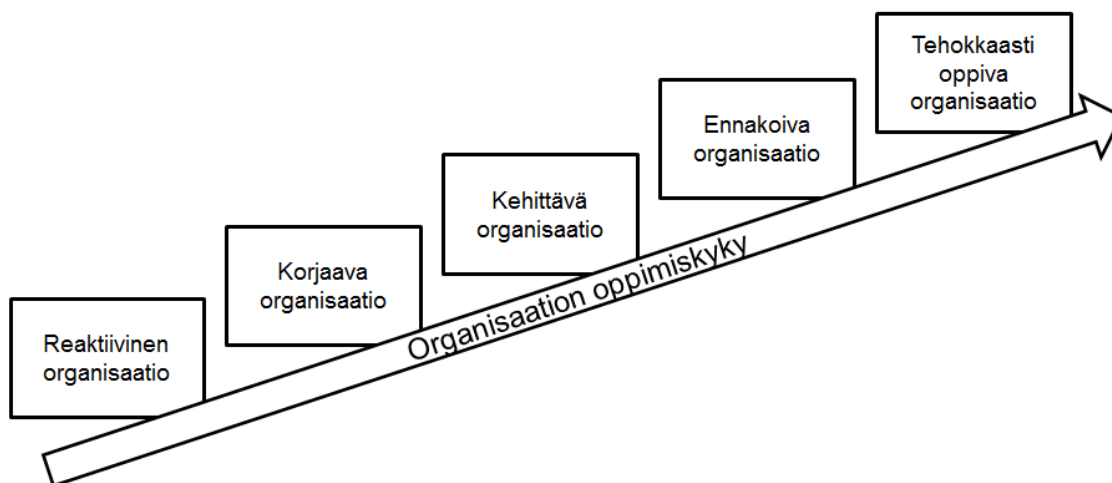 Tehokkaasti
oppiva
organisaatio
Ennakoiva
organisaatio
Kehittävä
organisaatio
Korjaava
organisaatio
Reaktiivinen
organisaatio
Organisaation oppimiskyky